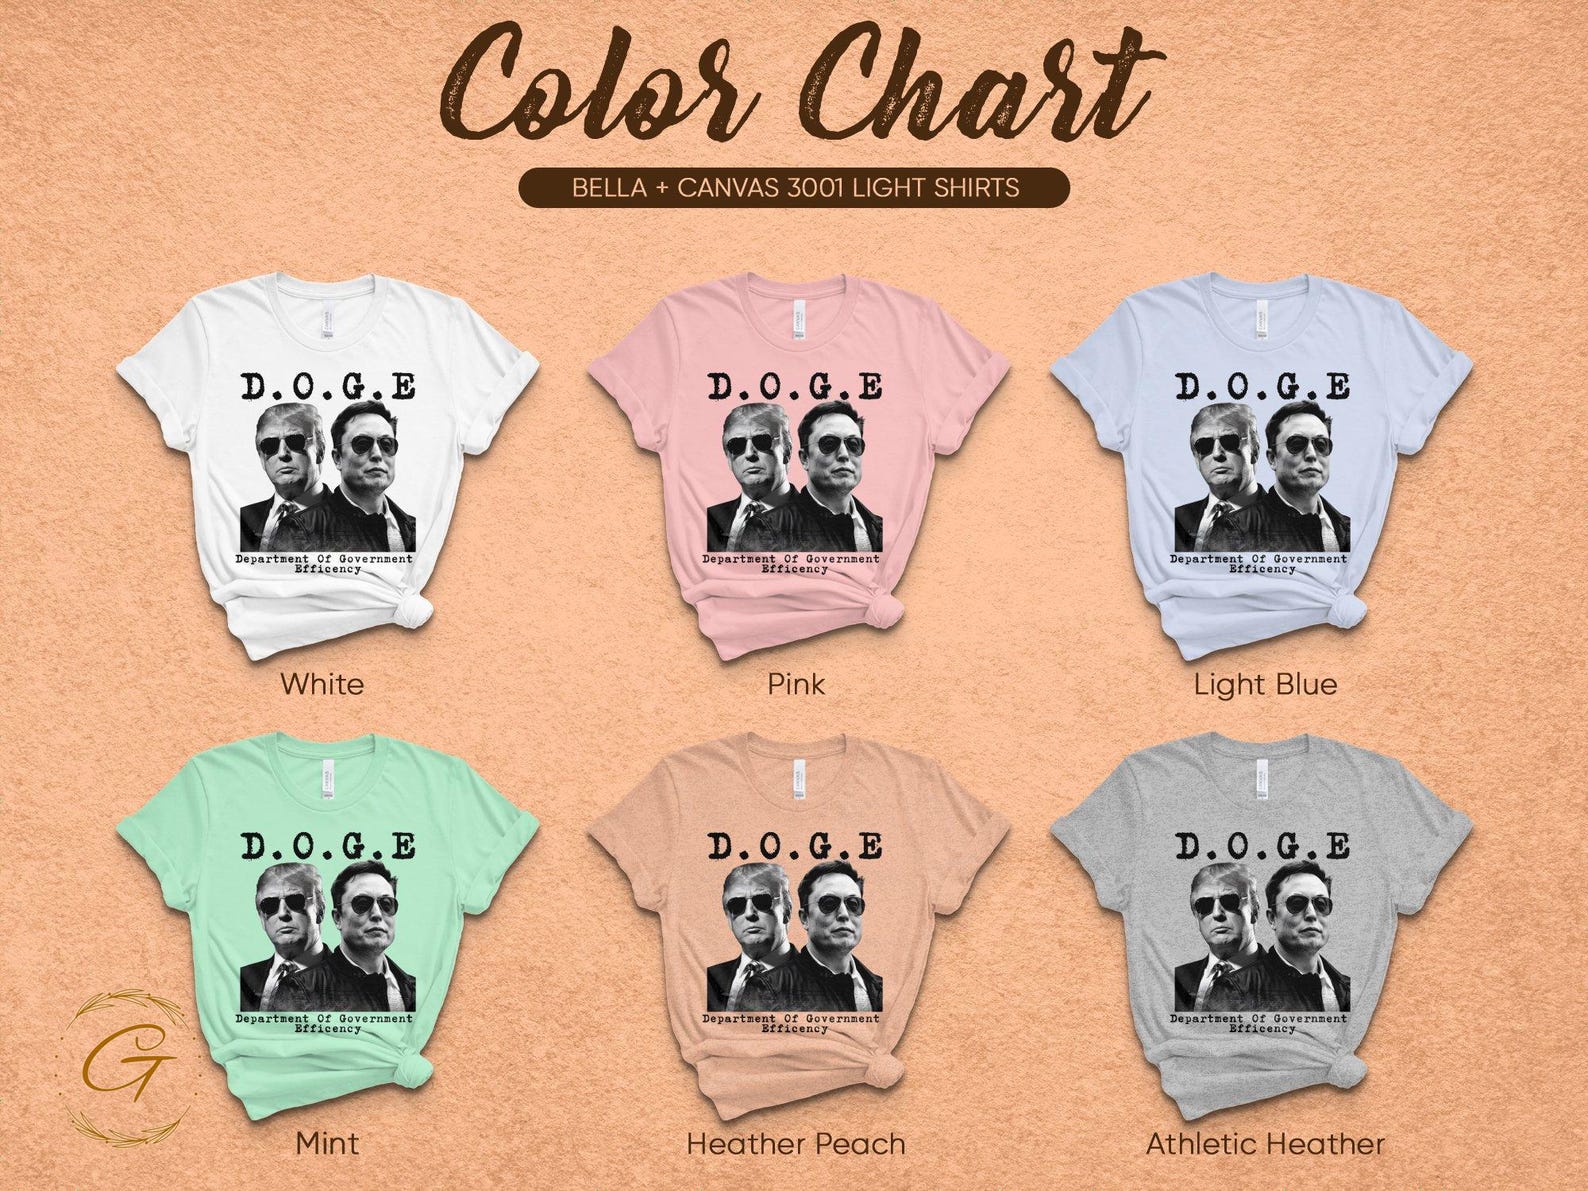 Color Chart
BELLA + CANVAS 3001 LIGHT SHIRTS
D.O.G.E
Department Of Government
Efficency
White
D.O.G.E
Department Of Government
Efficency
Pink
D.O.G.E
Department Of Government
Efficency
Light Blue
D.O.G.E
Department Of Government
Efficency
Mint
D.O.G.E
Department Of Government
Efficency
Heather Peach
D.O.G.E
Department Of Government
Efficency
Athletic Heather
G